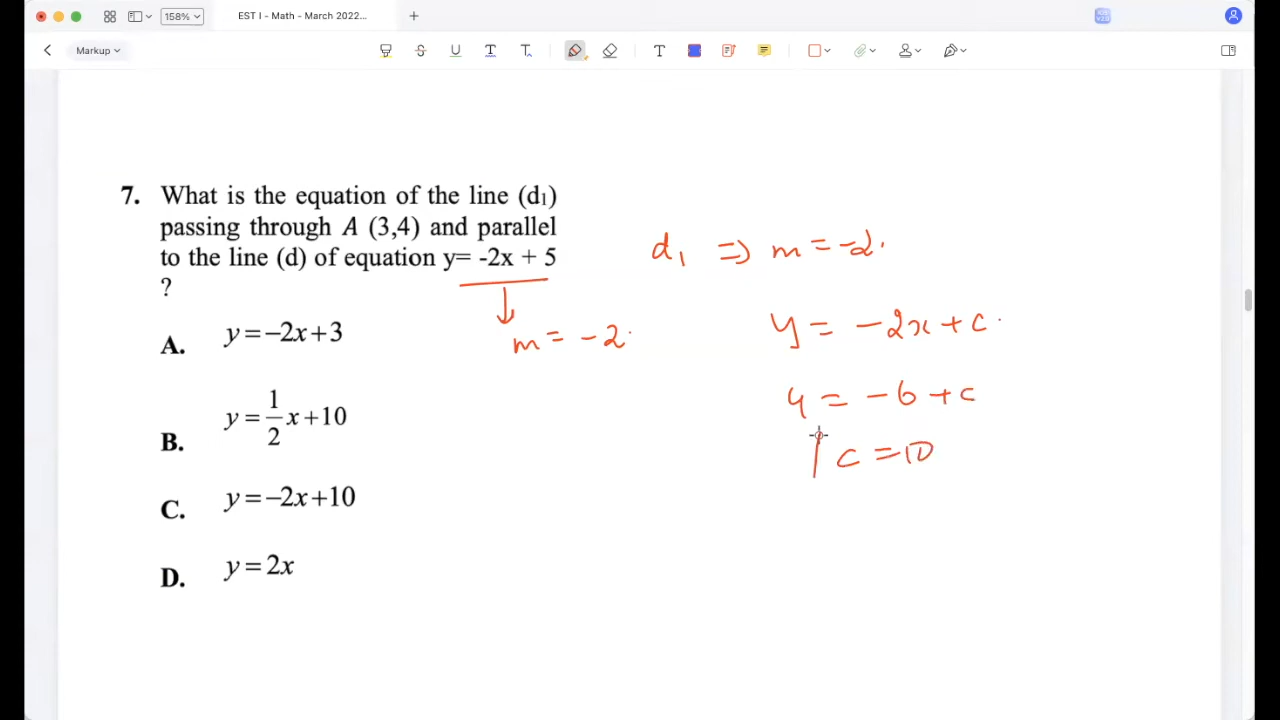 158%
EST I - Math - March 2022...
Markup
7. What is the equation of the line (d₁)
passing through A (3,4) and parallel
to the line (d) of equation y= -2x + 5
?
A. y=−2x+3
B. y=1/2x+10
C. y=−2x+10
D. y=2x
m = -2.
d₁ ⇒ m = -2.
y = -2x + c.
4 = -6 + c
c = 10